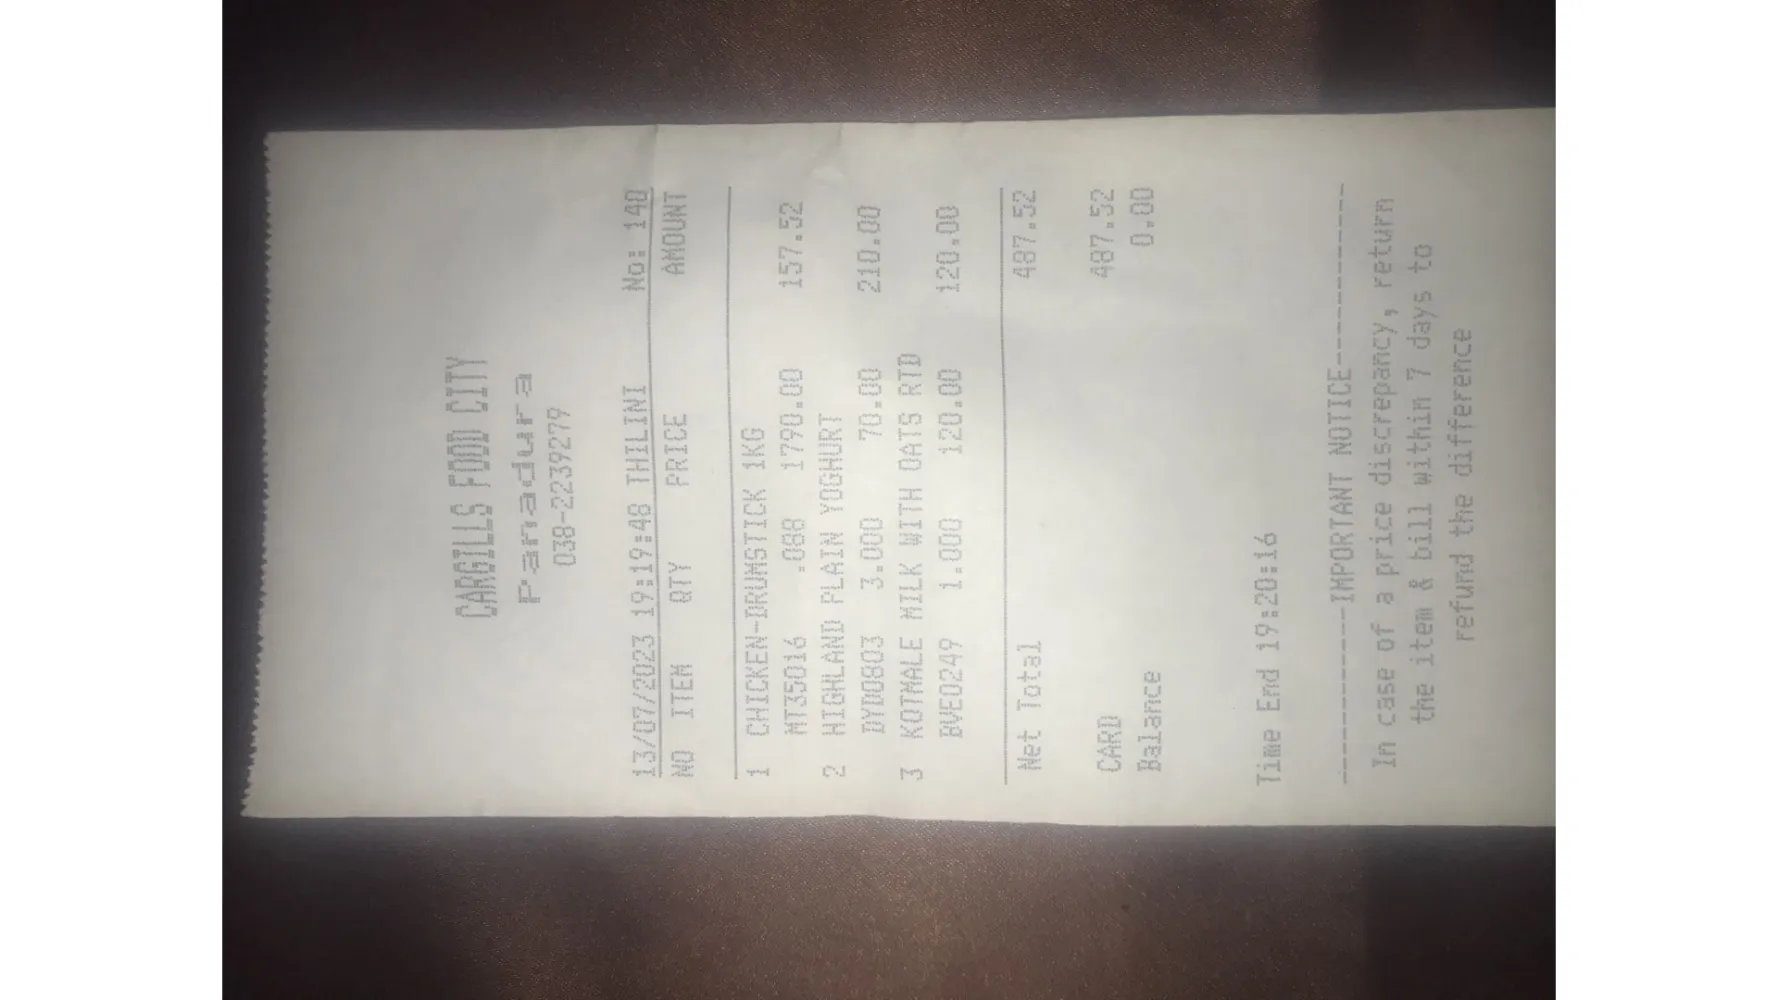 CARGILLS FOOD CITY
Panadura
038-2239279
13/07/2023 19:19:48 THILINI No: 140
NO ITEM QTY PRICE AMOUNT
1 CHICKEN-DRUMSTICK 1KG
MT35016 .088 1790.00 157.52
2 HIGHLAND PLAIN YOGHURT
DYD0803 3.000 70.00 210.00
3 KOTMALE MILK WITH OATS RTD
BVE0249 1.000 120.00 120.00
Net Total 487.52
CARD 487.52
Balance 0.00
Time End 19:20:16
-----------IMPORTANT NOTICE--------------
In case of a price discrepancy, return
the item & bill within 7 days to
refund the difference